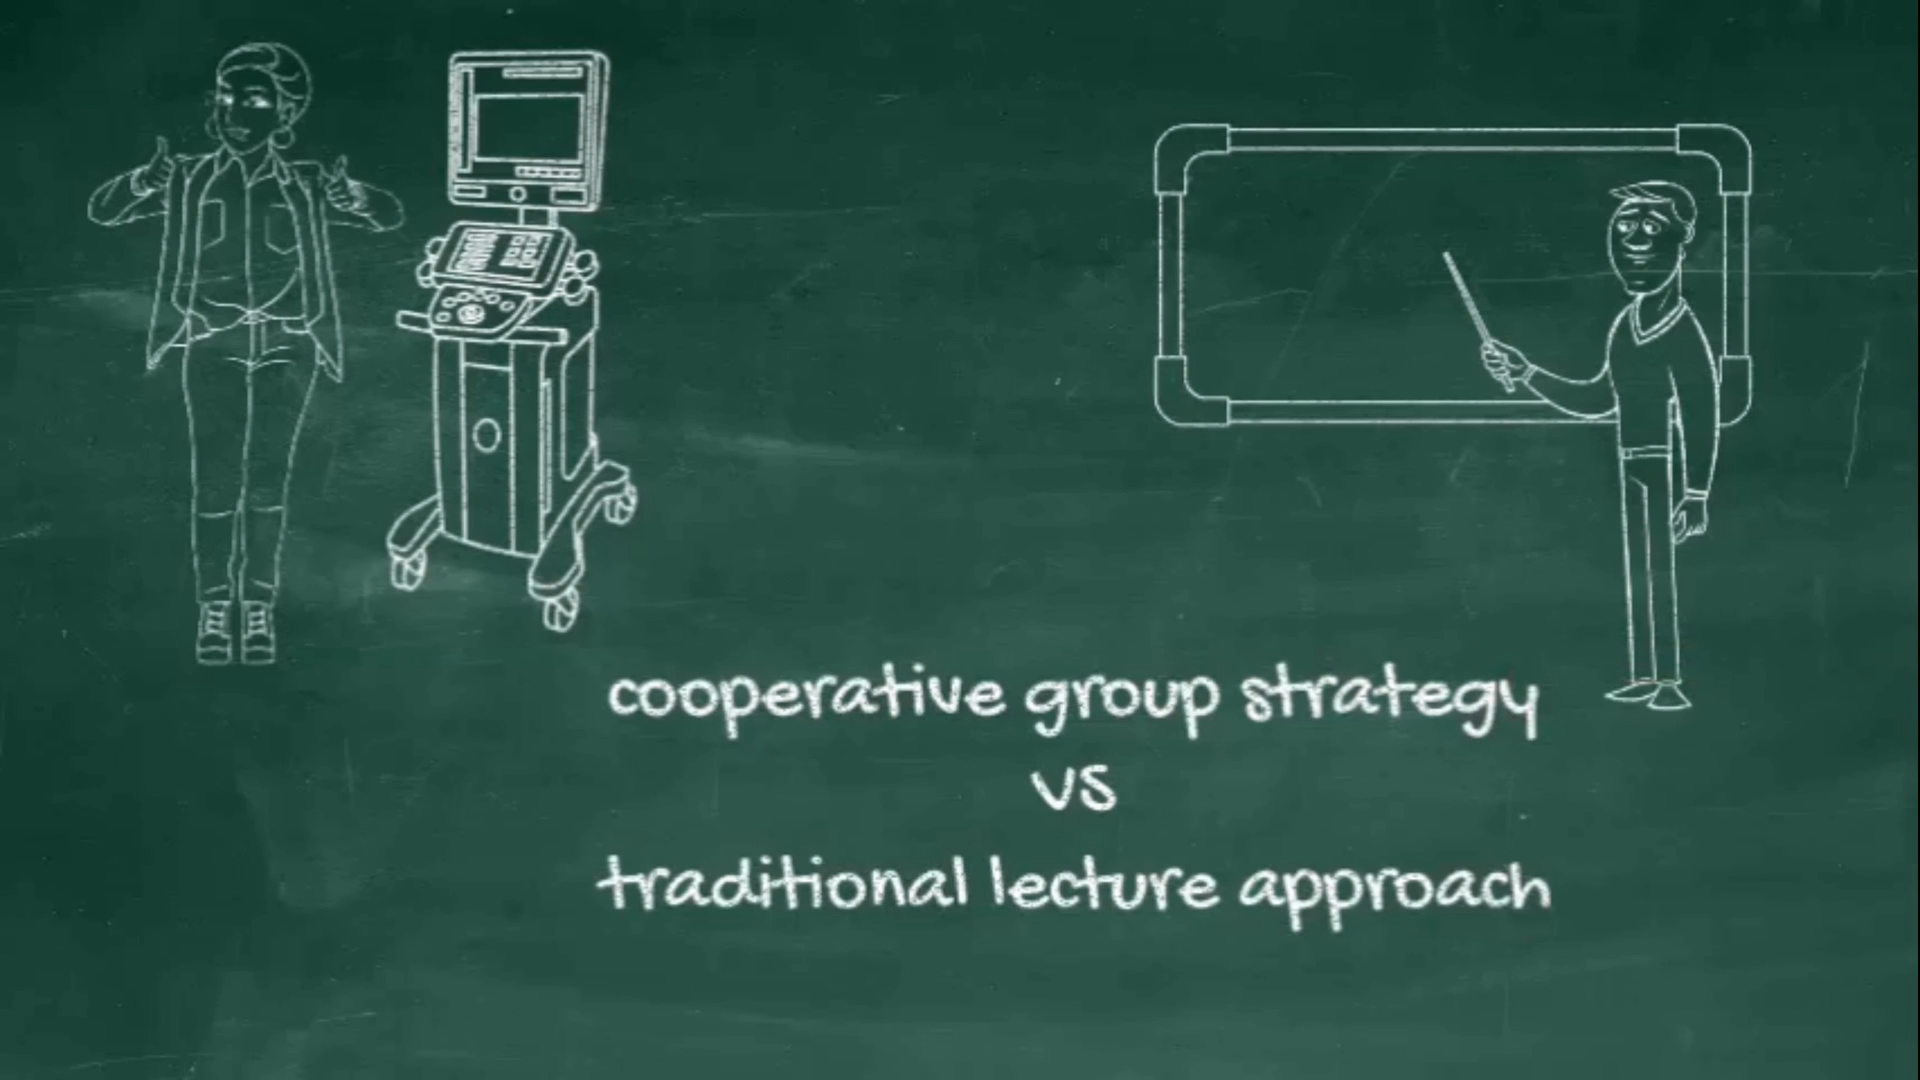 cooperative group strategy
vs
traditional lecture approach